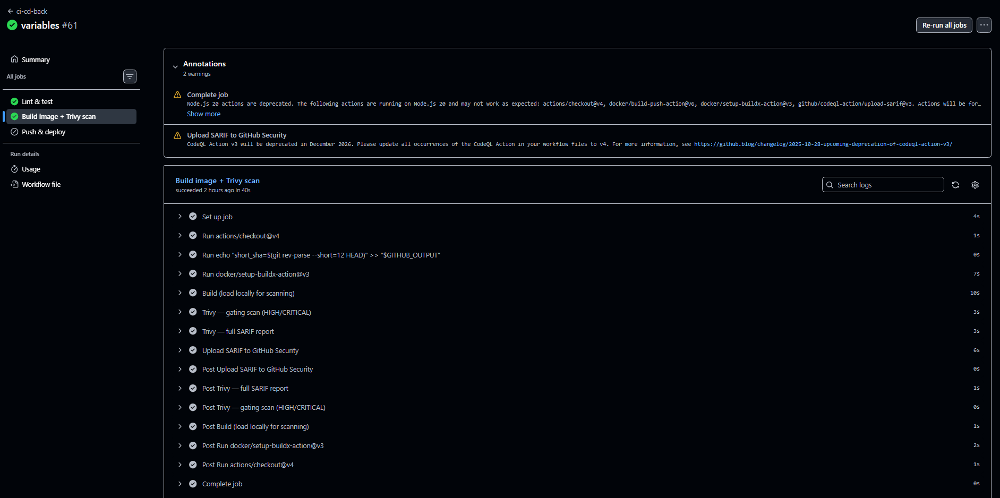 ci-cd-back
variables #61
Re-run all jobs
Summary
All jobs
Lint & test
Build image + Trivy scan
Push & deploy
Run details
Usage
Workflow file
Annotations
2 warnings
Complete job
Node.js 20 actions are deprecated. The following actions are running on Node.js 20 and may not work as expected: actions/checkout@v4, docker/build-push-action@v6, docker/setup-buildx-action@v3, github/codeql-action/upload-sarif@v3. Actions will be for...
Show more
Upload SARIF to GitHub Security
CodeQL Action v3 will be deprecated in December 2026. Please update all occurrences of the CodeQL Action in your workflow files to v4. For more information, see https://github.blog/changelog/2025-10-28-upcoming-deprecation-of-codeql-action-v3/
Build image + Trivy scan
succeeded 2 hours ago in 40s
Search logs
Set up job 4s
Run actions/checkout@v4 1s
Run echo "short_sha=$(git rev-parse --short=12 HEAD)" >> "$GITHUB_OUTPUT" 0s
Run docker/setup-buildx-action@v3 7s
Build (load locally for scanning) 10s
Trivy — gating scan (HIGH/CRITICAL) 3s
Trivy — full SARIF report 3s
Upload SARIF to GitHub Security 6s
Post Upload SARIF to GitHub Security 0s
Post Trivy — full SARIF report 1s
Post Trivy — gating scan (HIGH/CRITICAL) 0s
Post Build (load locally for scanning) 1s
Post Run docker/setup-buildx-action@v3 2s
Post Run actions/checkout@v4 1s
Complete job 0s